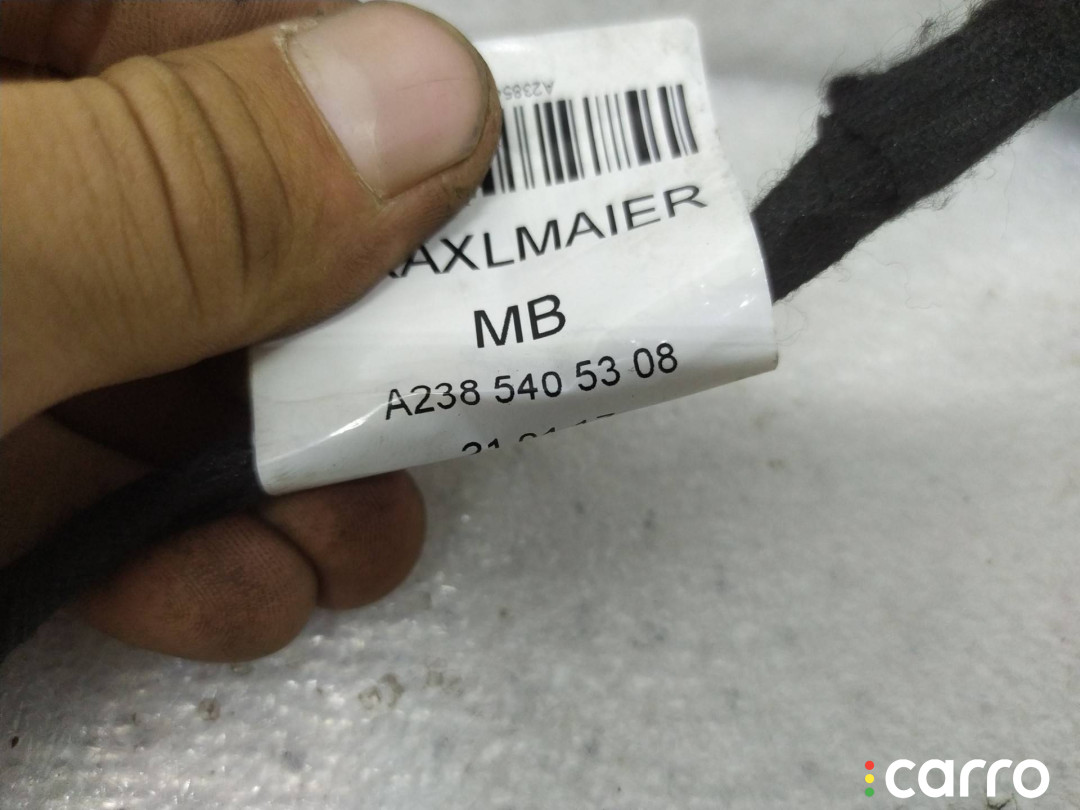 AXLMAIER
MB
A238 540 53 08
carro